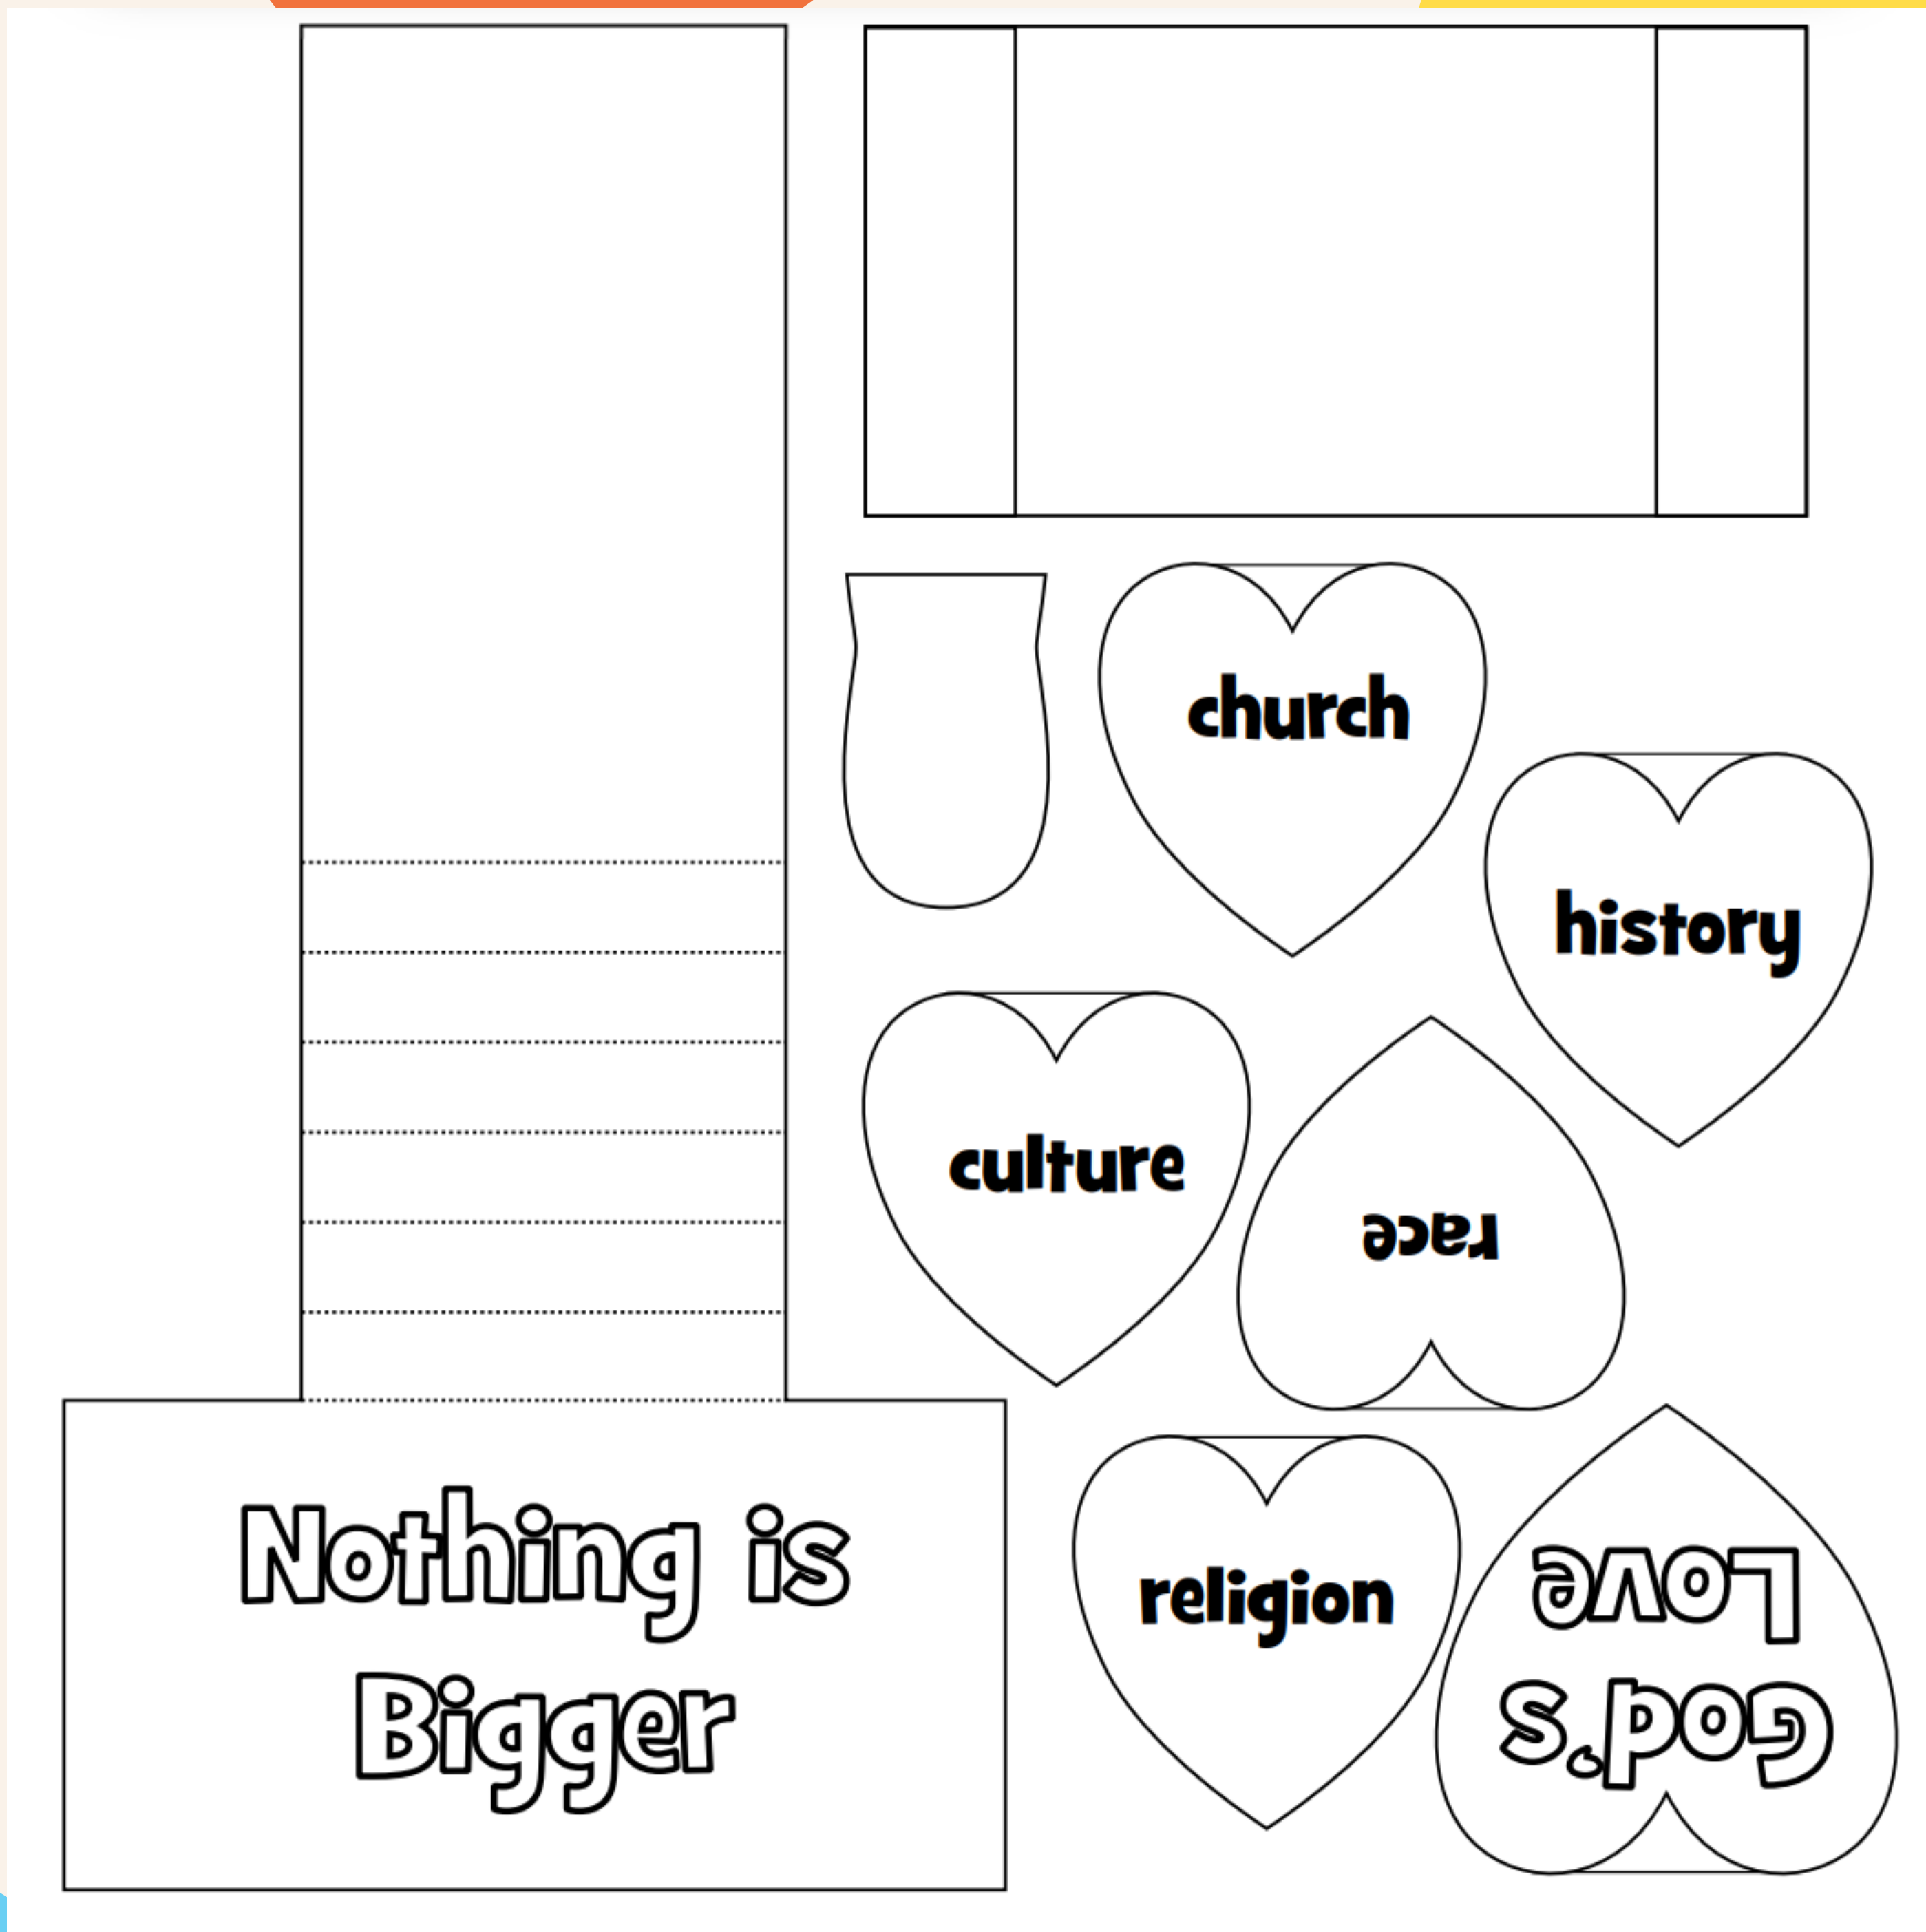 church
history
culture
race
religion
God's
Love
Nothing is
Bigger